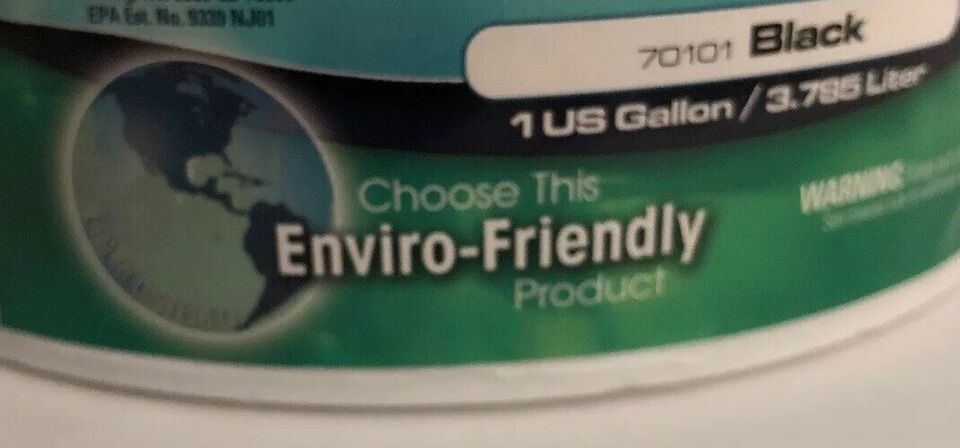 EPA Est. No. 9339 NJ01
70101 Black
1 US Gallon / 3.785 Liter
WARNING
Choose This
Enviro-Friendly
Product